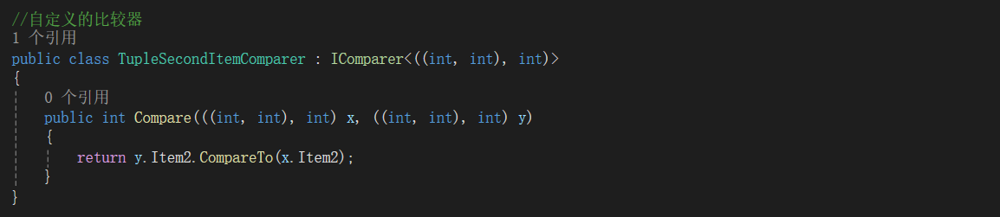 //自定义的比较器
1 个引用
public class TupleSecondItemComparer : IComparer<((int, int), int)>
{
0 个引用
public int Compare(((int, int), int) x, ((int, int), int) y)
{
return y.Item2.CompareTo(x.Item2);
}
}